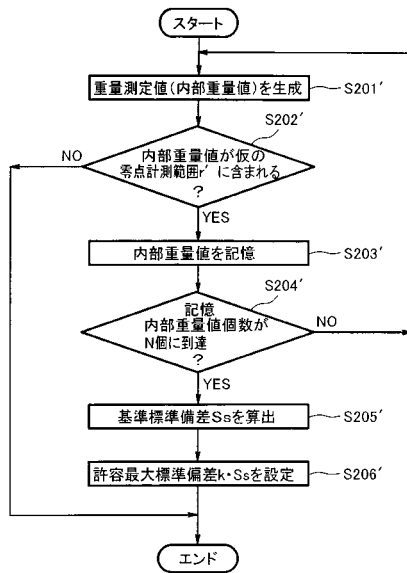 スタート
重量測定値(内部重量値)を生成
S201′
S202′
内部重量値が仮の
零点計測範囲r′に含まれる
?
NO
YES
内部重量値を記憶
S203′
S204′
記憶
内部重量値個数が
N個に到達
?
NO
YES
基準標準偏差Ssを算出
S205′
許容最大標準偏差k・Ssを設定
S206′
エンド